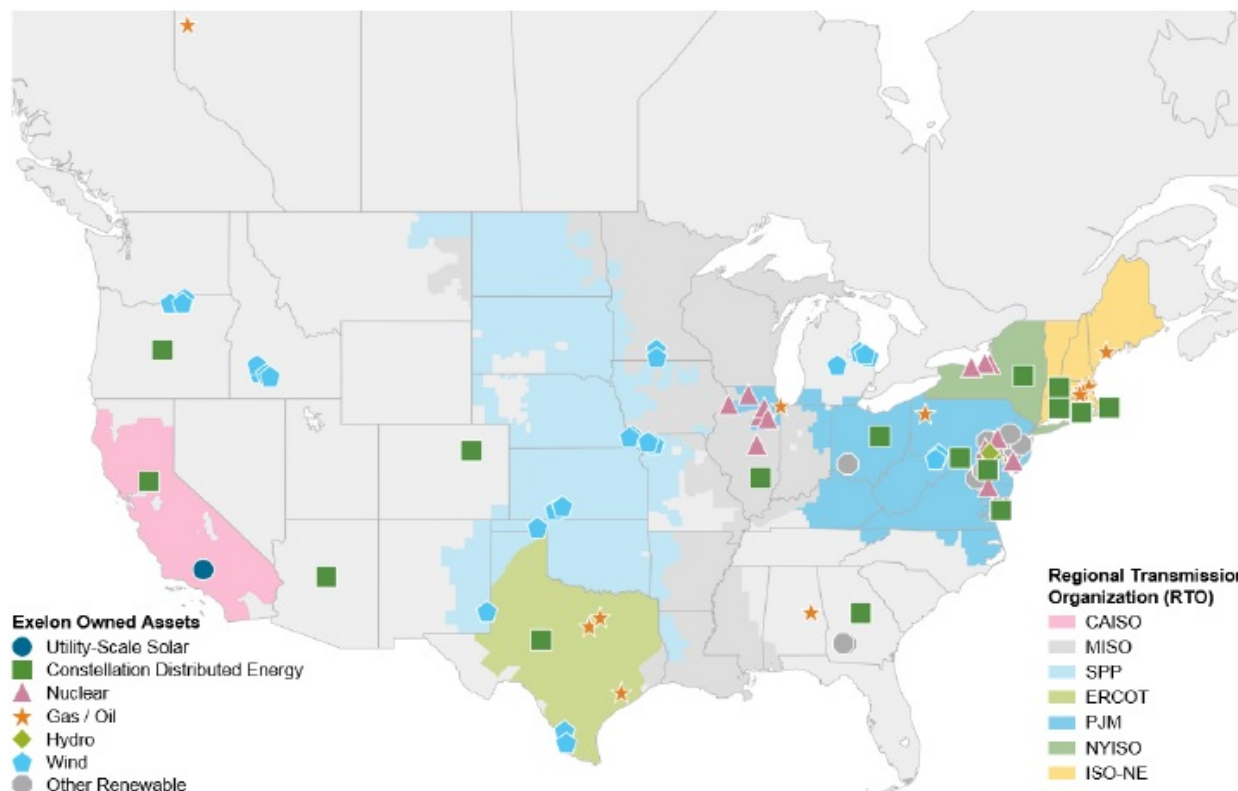 Exelon Owned Assets
Utility-Scale Solar
Constellation Distributed Energy
Nuclear
Gas / Oil
Hydro
Wind
Other Renewable
Regional Transmission
Organization (RTO)
CAISO
MISO
SPP
ERCOT
PJM
NYISO
ISO-NE